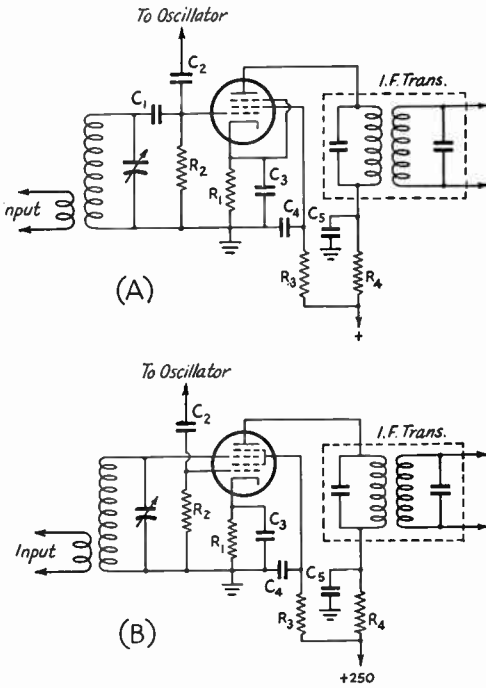 To Oscillator
C2
C1
I.F. Trans.
R2
R1
C3
C4
C5
nput
R3
R4
(A)
+
To Oscillator
C2
I.F. Trans.
R2
R1
C3
C4
C5
Input
R3
R4
(B)
+250